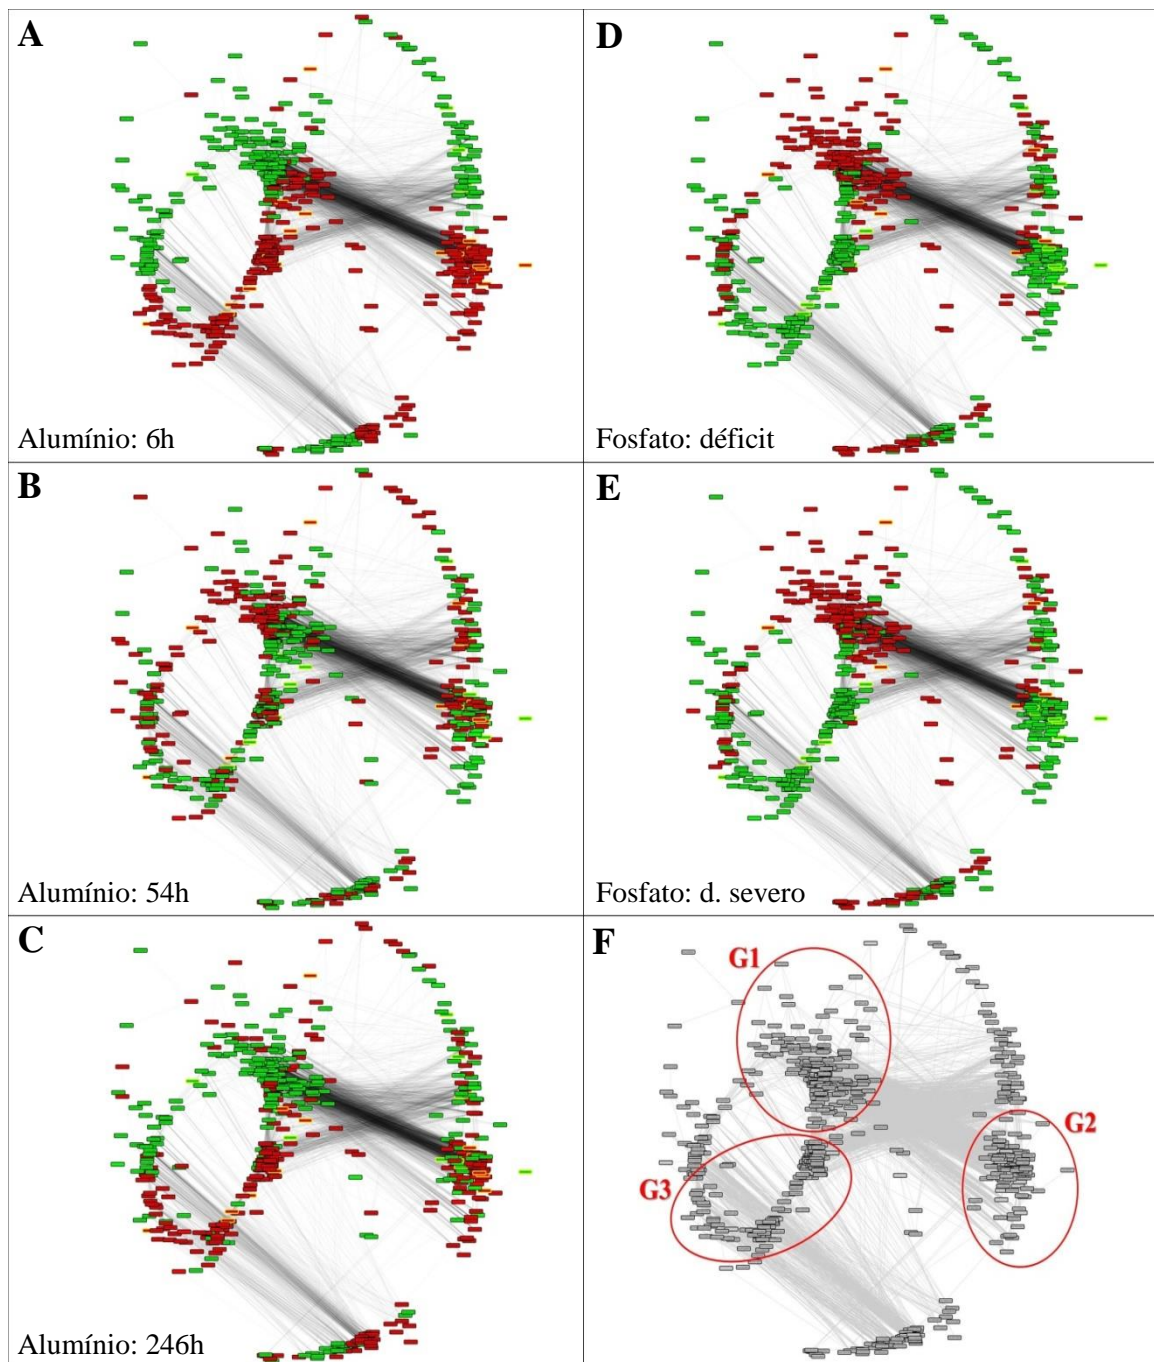 A
D
Alumínio: 6h
Fosfato: déficit
B
E
Alumínio: 54h
Fosfato: d. severo
C
F
G1
G2
G3
Alumínio: 246h